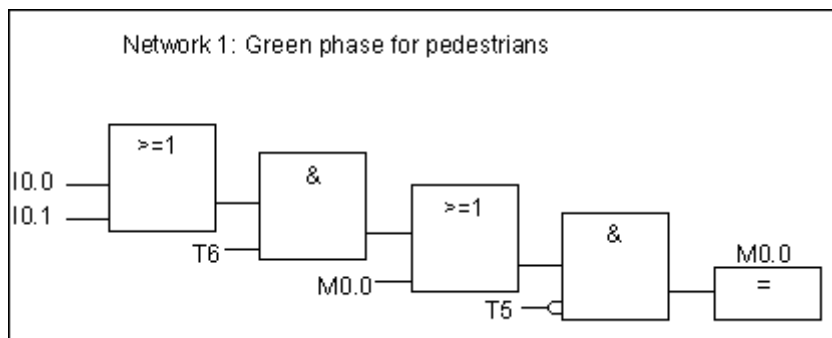 Network 1: Green phase for pedestrians
>=1
I0.0
I0.1
&
T6
>=1
M0.0
&
T5
M0.0
=